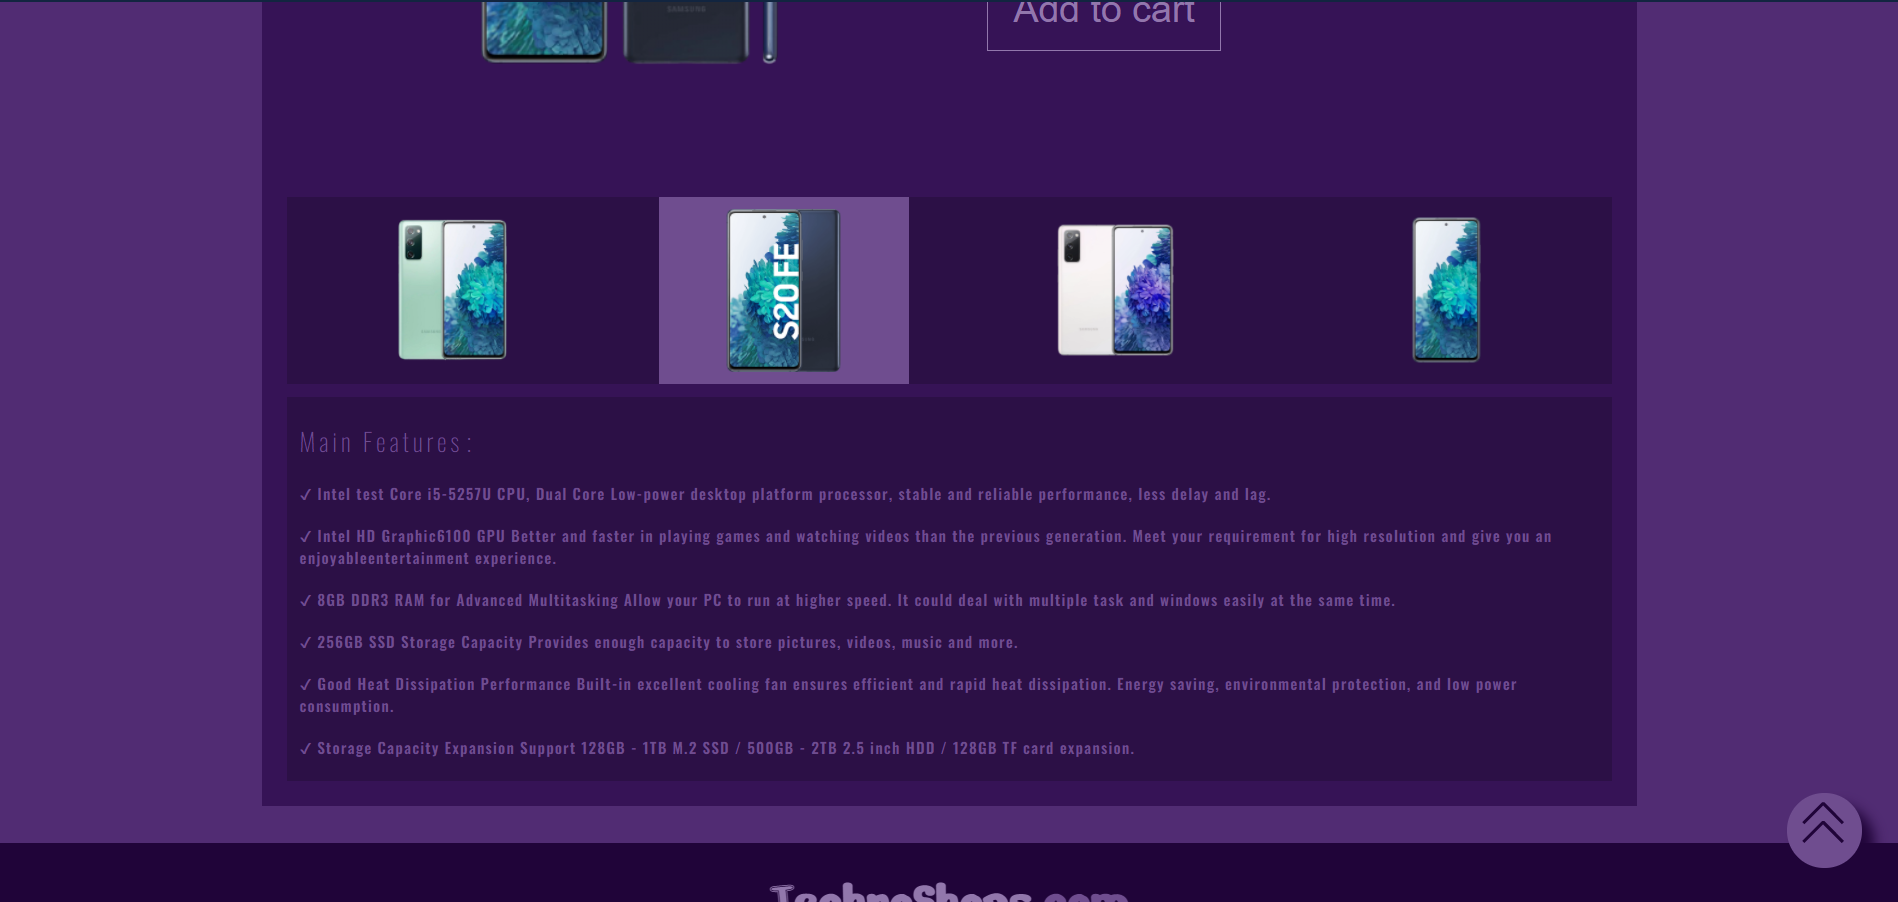 SAMSUNG
Add to cart
S20 FE
Main Features:
✓ Intel test Core i5-5257U CPU, Dual Core Low-power desktop platform processor, stable and reliable performance, less delay and lag.
✓ Intel HD Graphic6100 GPU Better and faster in playing games and watching videos than the previous generation. Meet your requirement for high resolution and give you an
enjoyableentertainment experience.
✓ 8GB DDR3 RAM for Advanced Multitasking Allow your PC to run at higher speed. It could deal with multiple task and windows easily at the same time.
✓ 256GB SSD Storage Capacity Provides enough capacity to store pictures, videos, music and more.
✓ Good Heat Dissipation Performance Built-in excellent cooling fan ensures efficient and rapid heat dissipation. Energy saving, environmental protection, and low power
consumption.
✓ Storage Capacity Expansion Support 128GB - 1TB M.2 SSD / 500GB - 2TB 2.5 inch HDD / 128GB TF card expansion.
TechnoShops.com